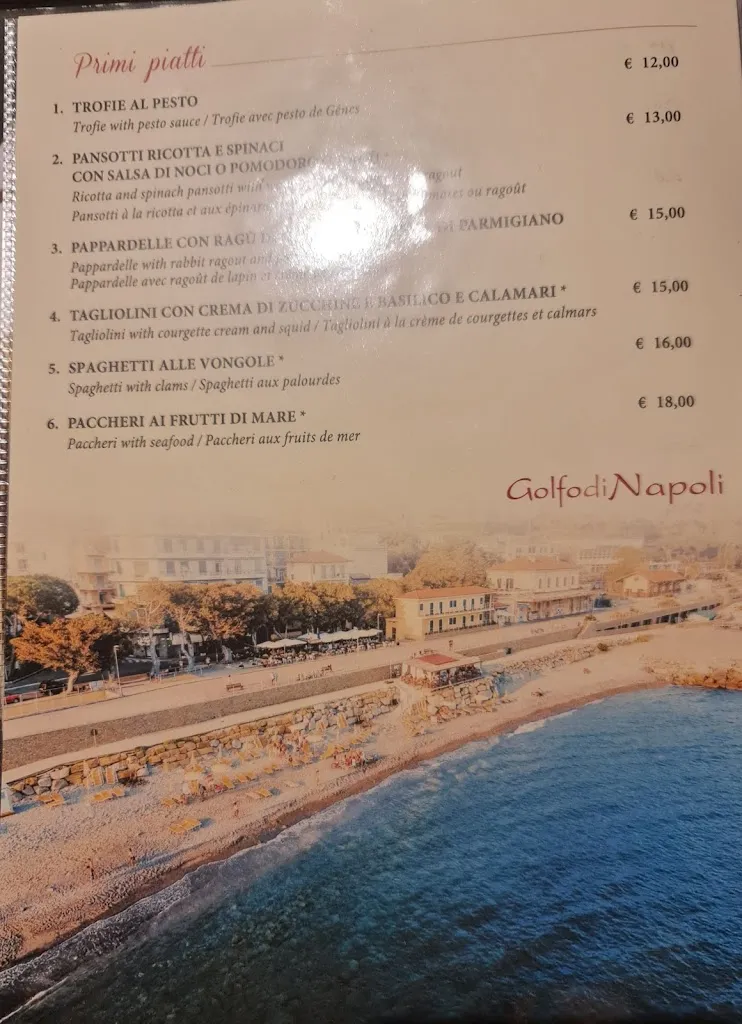 Primi piatti
1. TROFIE AL PESTO € 12,00
Trofie with pesto sauce / Trofie avec pesto de Gênes
2. PANSOTTI RICOTTA E SPINACI € 13,00
CON SALSA DI NOCI O POMODORO
Ricotta and spinach pansotti with ragout
Pansotti à la ricotta et aux ou ragoût
3. PAPPARDELLE CON RAGÙ DI PARMIGIANO € 15,00
Pappardelle with rabbit ragout and
Pappardelle avec ragoût de lapin et
4. TAGLIOLINI CON CREMA DI ZUCCHINE E BASILICO E CALAMARI * € 15,00
Tagliolini with courgette cream and squid / Tagliolini à la crème de courgettes et calmars
5. SPAGHETTI ALLE VONGOLE * € 16,00
Spaghetti with clams / Spaghetti aux palourdes
6. PACCHERI AI FRUTTI DI MARE * € 18,00
Paccheri with seafood / Paccheri aux fruits de mer
GolfodiNapoli